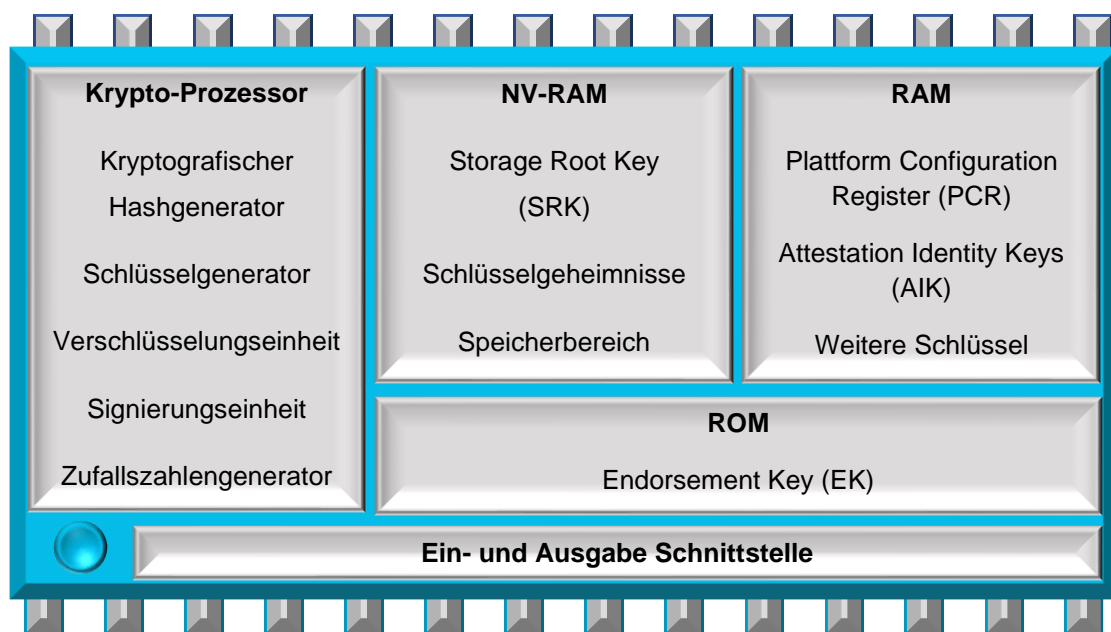 Krypto-Prozessor
Kryptografischer
Hashgenerator
Schlüsselgenerator
Verschlüsselungseinheit
Signierungseinheit
Zufallszahlengenerator
NV-RAM
Storage Root Key
(SRK)
Schlüsselgeheimnisse
Speicherbereich
RAM
Plattform Configuration
Register (PCR)
Attestation Identity Keys
(AIK)
Weitere Schlüssel
ROM
Endorsement Key (EK)
Ein- und Ausgabe Schnittstelle